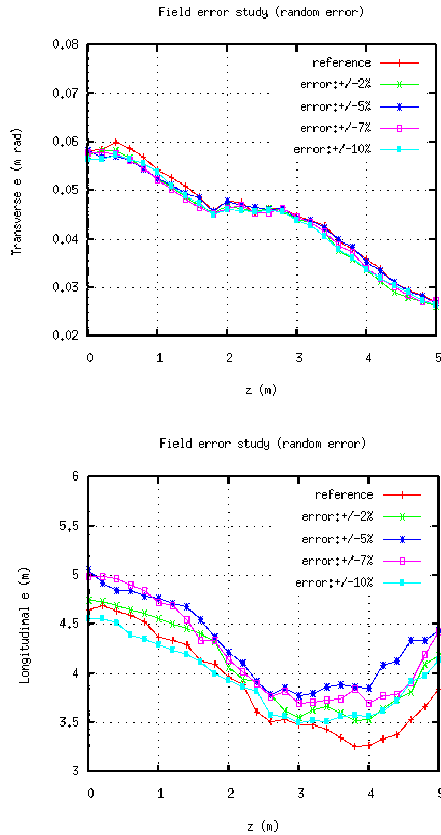 Field error study (random error)
0.08
0.07
0.06
0.05
0.04
0.03
0.02
Transverse e (m rad)
reference
error:+/-2%
error:+/-5%
error:+/-7%
error:+/-10%
0 1 2 3 4 5
z (m)
Field error study (random error)
6
5.5
5
4.5
4
3.5
3
Longitudinal e (m)
reference
error:+/-2%
error:+/-5%
error:+/-7%
error:+/-10%
0 1 2 3 4 5
z (m)